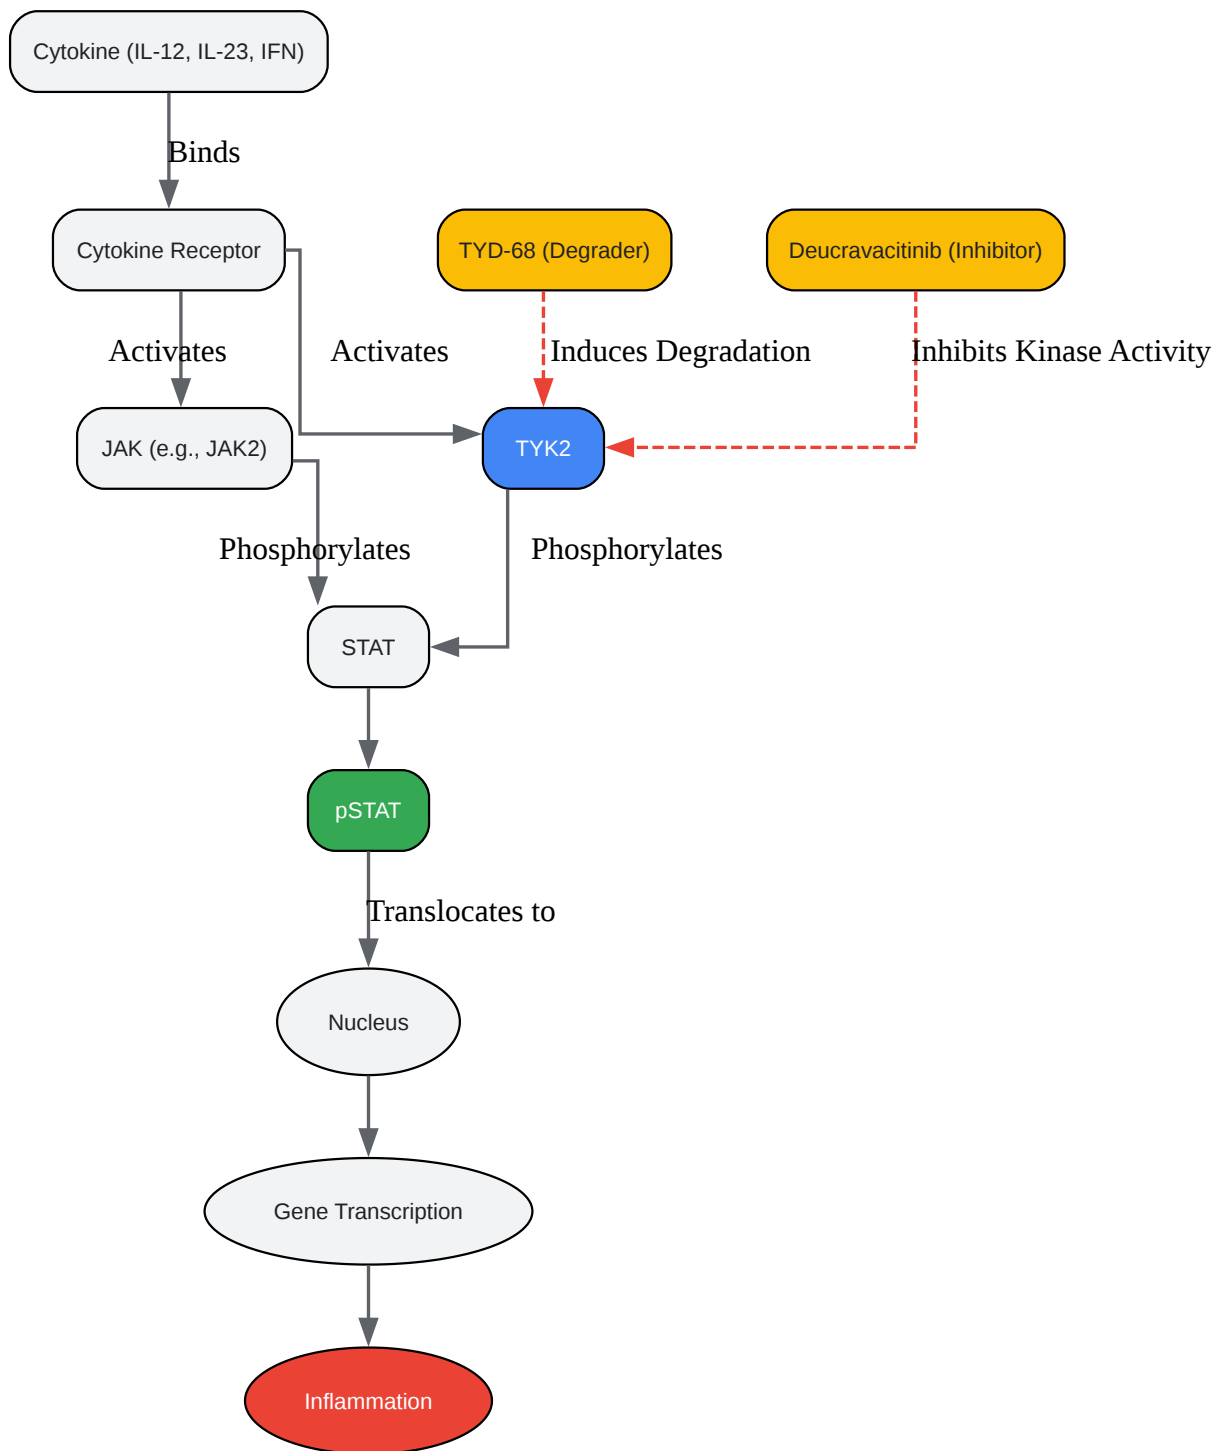 Cytokine (IL-12, IL-23, IFN)
Binds
Cytokine Receptor
TYD-68 (Degrader)
Deucravacitinib (Inhibitor)
Activates
Activates
Induces Degradation
Inhibits Kinase Activity
JAK (e.g., JAK2)
TYK2
Phosphorylates
Phosphorylates
STAT
pSTAT
Translocates to
Nucleus
Gene Transcription
Inflammation